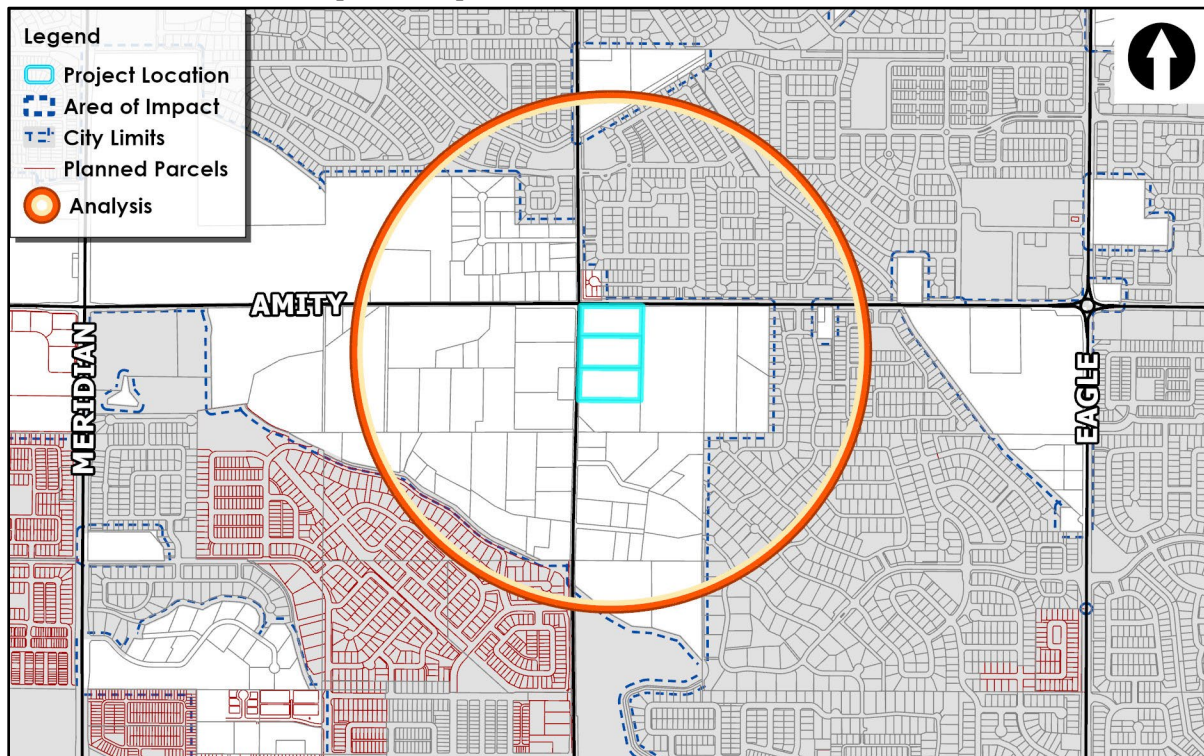 Legend
Project Location
Area of Impact
City Limits
Planned Parcels
Analysis
AMITY
MERIDIAN
EAGLE